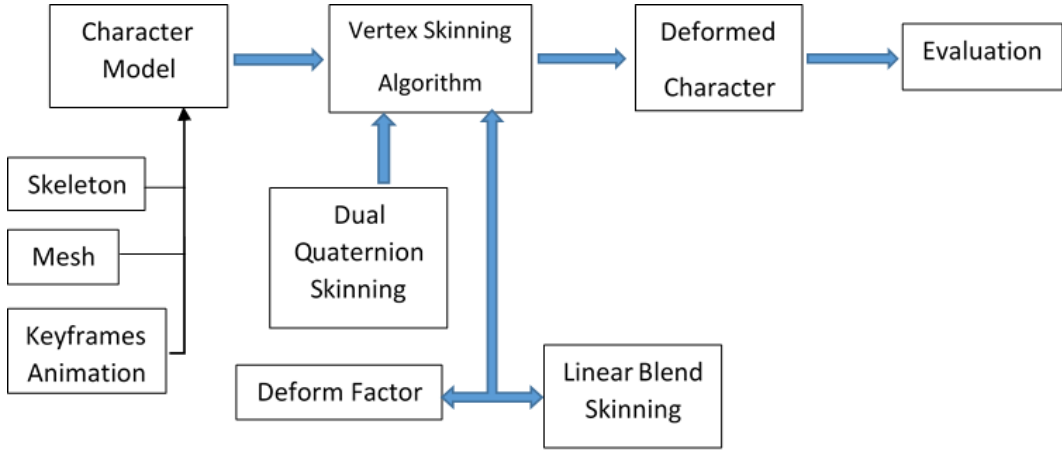 Character
Model
Vertex Skinning
Algorithm
Deformed
Character
Evaluation
Skeleton
Mesh
Keyframes
Animation
Dual
Quaternion
Skinning
Deform Factor
Linear Blend
Skinning